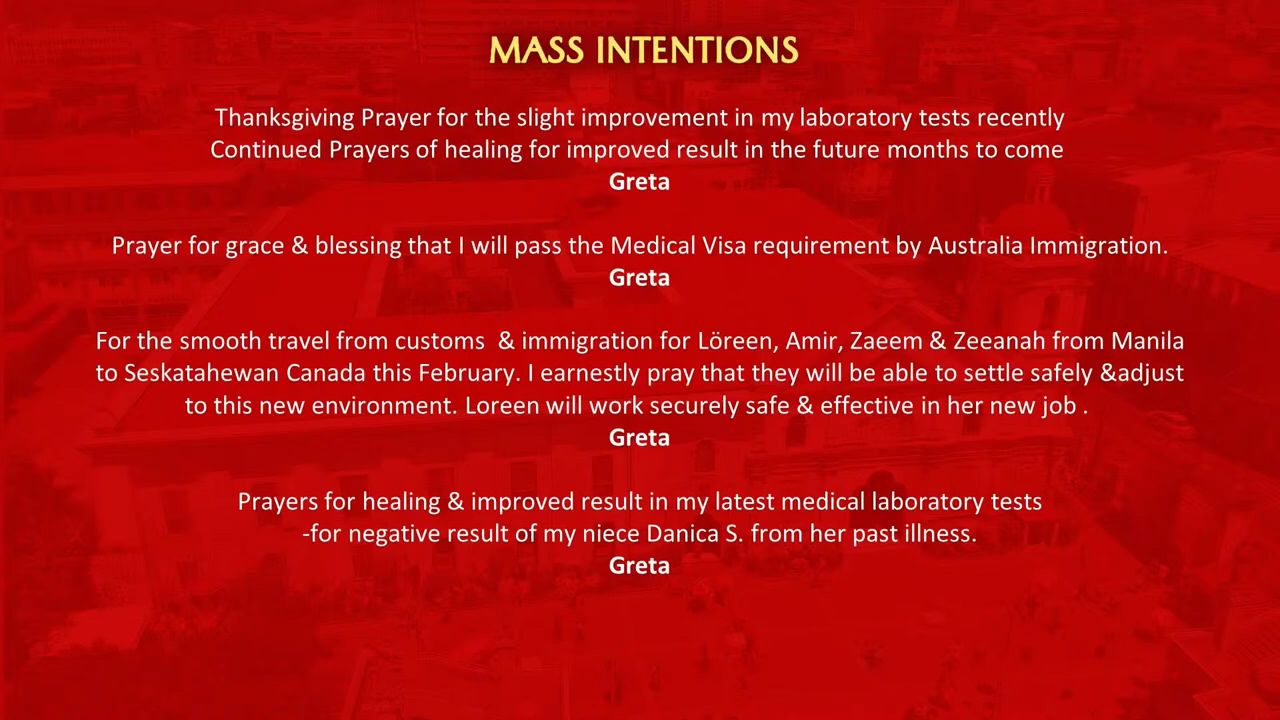 MASS INTENTIONS
Thanksgiving Prayer for the slight improvement in my laboratory tests recently
Continued Prayers of healing for improved result in the future months to come
Greta
Prayer for grace & blessing that I will pass the Medical Visa requirement by Australia Immigration.
Greta
For the smooth travel from customs  & immigration for Löreen, Amir, Zaeem & Zeeanah from Manila
to Seskatahewan Canada this February. I earnestly pray that they will be able to settle safely &adjust
to this new environment. Loreen will work securely safe & effective in her new job .
Greta
Prayers for healing & improved result in my latest medical laboratory tests
-for negative result of my niece Danica S. from her past illness.
Greta